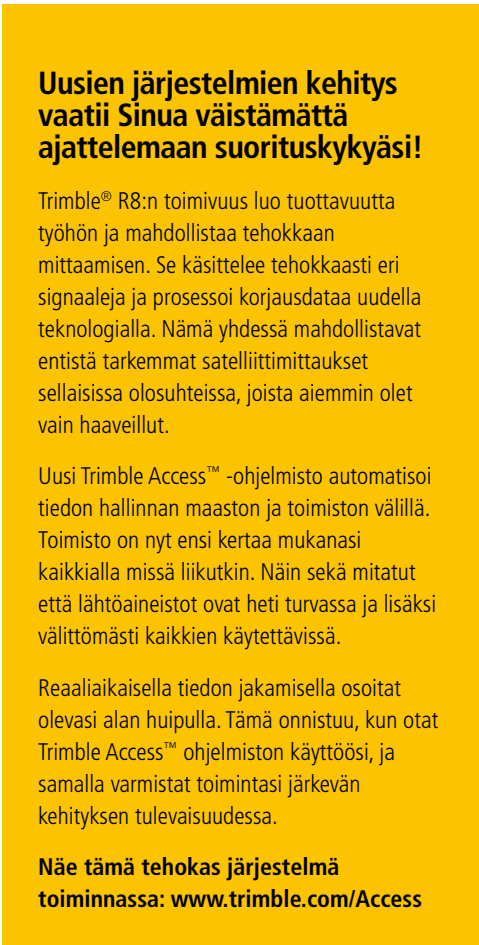 Uusien järjestelmien kehitys
vaatii Sinua väistämättä
ajattelemaan suorituskykyäsi!
Trimble® R8:n toimivuus luo tuottavuutta
työhön ja mahdollistaa tehokkaan
mittaamisen. Se käsittelee tehokkaasti eri
signaaleja ja prosessoi korjausdataa uudella
teknologialla. Nämä yhdessä mahdollistavat
entistä tarkemmat satelliittimittaukset
sellaisissa olosuhteissa, joista aiemmin olet
vain haaveillut.
Uusi Trimble Access™ -ohjelmisto automatisoi
tiedon hallinnan maaston ja toimiston välillä.
Toimisto on nyt ensi kertaa mukanasi
kaikkialla missä liikutkin. Näin sekä mitatut
että lähtöaineistot ovat heti turvassa ja lisäksi
välittömästi kaikkien käytettävissä.
Reaaliaikaisella tiedon jakamisella osoitat
olevasi alan huipulla. Tämä onnistuu, kun otat
Trimble Access™ ohjelmiston käyttöösi, ja
samalla varmistat toimintasi järkevän
kehityksen tulevaisuudessa.
Näe tämä tehokas järjestelmä
toiminnassa: www.trimble.com/Access